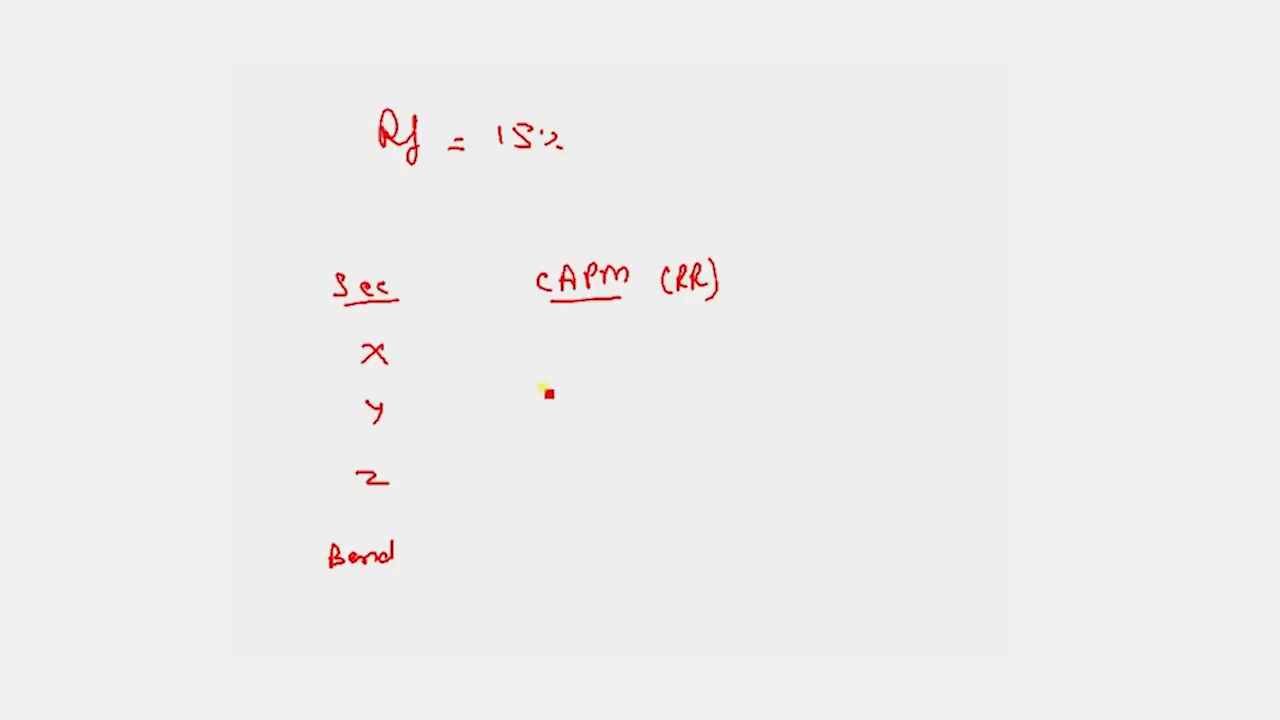 Rf = 15%
Sec CAPM (RR)
X
Y
Z
Bond